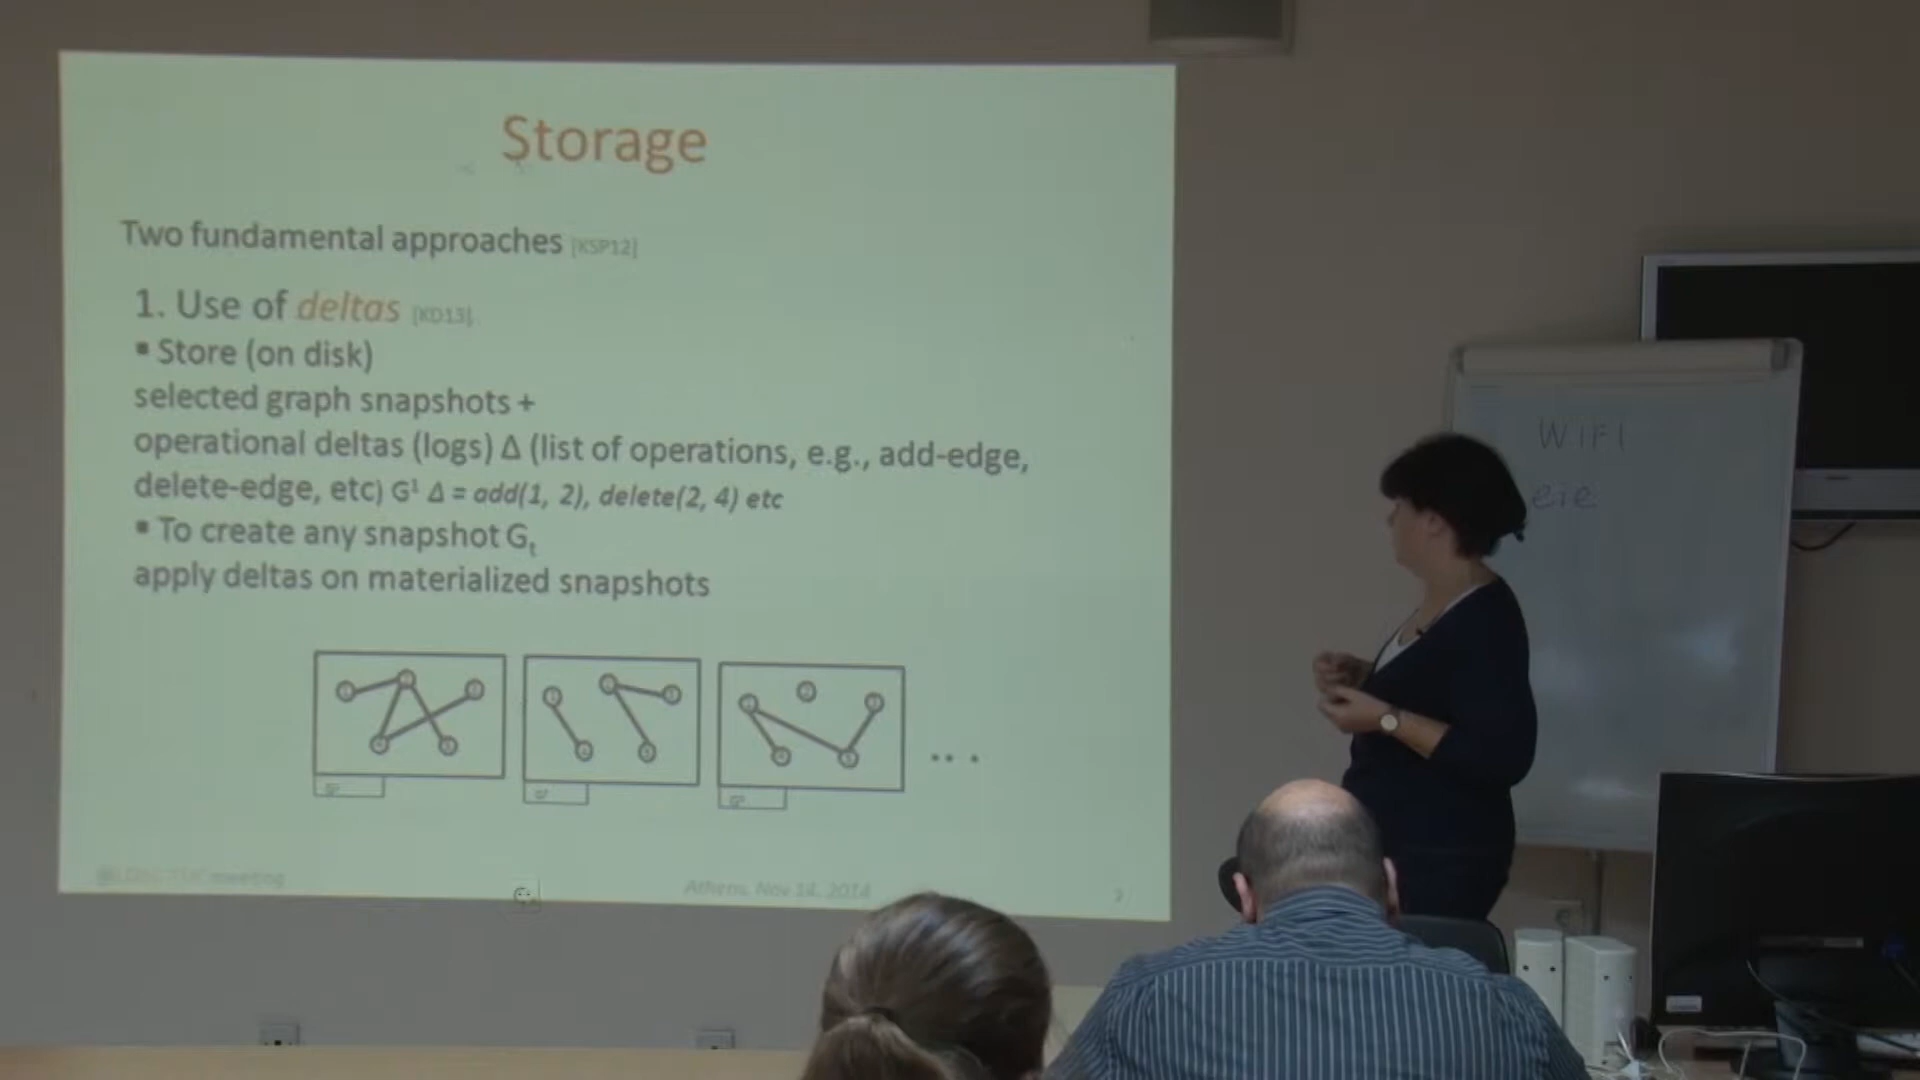 Storage
Two fundamental approaches [KSP12]
1. Use of deltas [KD13]
▪ Store (on disk)
selected graph snapshots +
operational deltas (logs) Δ (list of operations, e.g., add-edge,
delete-edge, etc) G¹ Δ = add(1, 2), delete(2, 4) etc
▪ To create any snapshot Gₜ
apply deltas on materialized snapshots
...
meeting
Athens, Nov 14, 2014
WIFI
eie